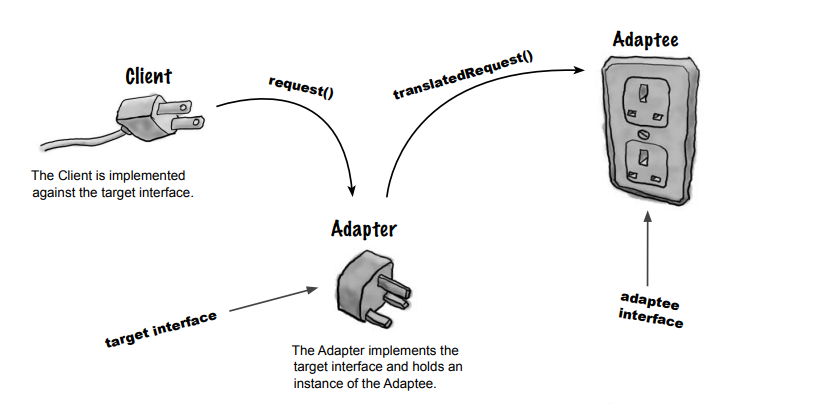 Adaptee
translatedRequest()
Client
request()
The Client is implemented
against the target interface.
Adapter
target interface
adaptee
interface
The Adapter implements the
target interface and holds an
instance of the Adaptee.